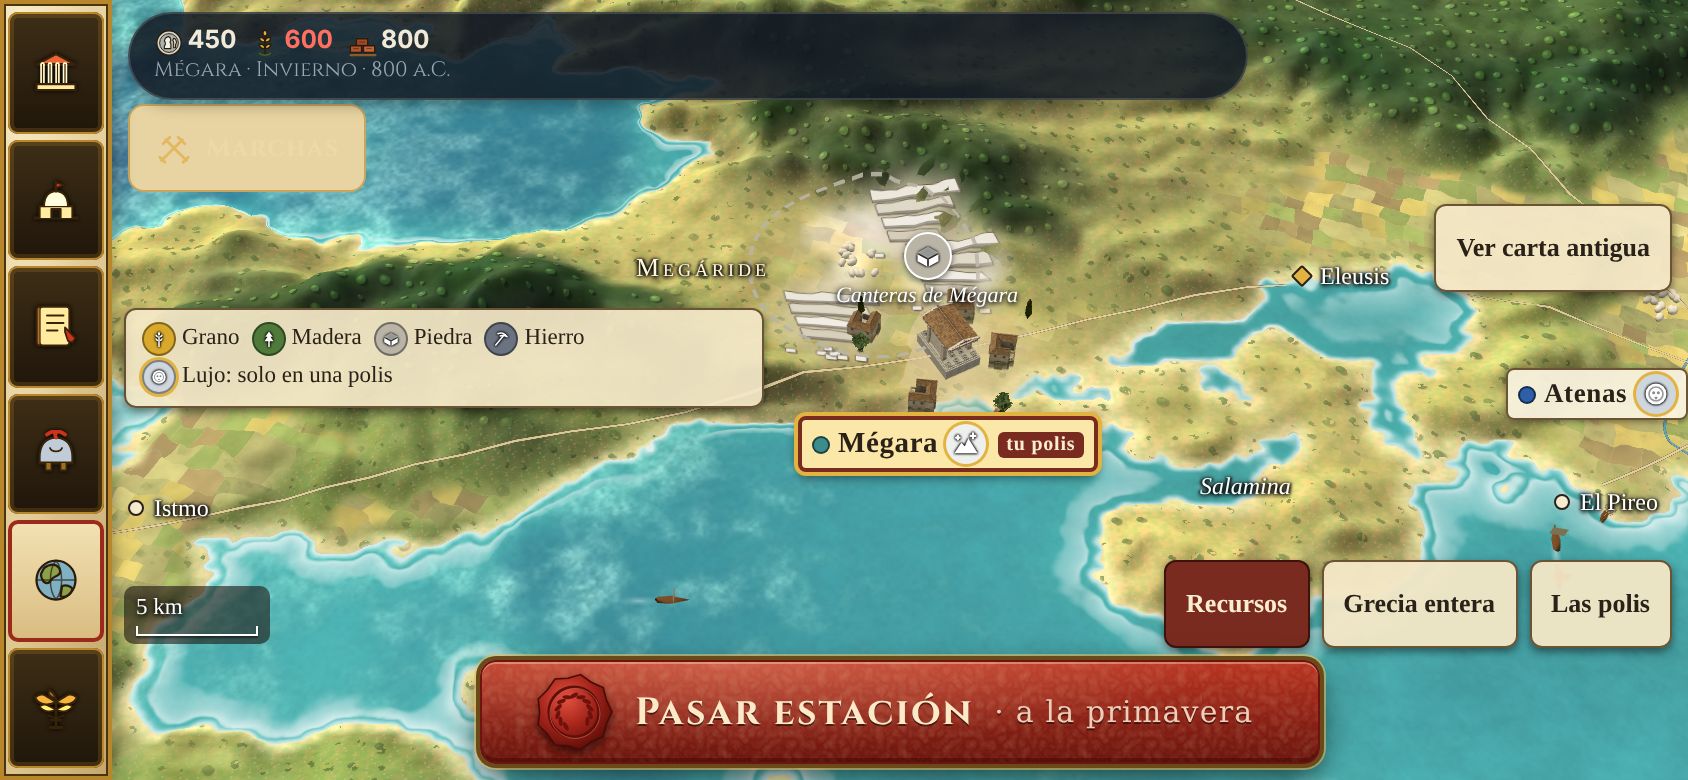 450 600 800
MÉGARA · INVIERNO · 800 A.C.
MARCHAS
Ver carta antigua
MEGÁRIDE
Eleusis
Canteras de Mégara
Grano Madera Piedra Hierro
Lujo: solo en una polis
Atenas
Mégara tu polis
Salamina
Istmo
El Pireo
5 km
Recursos
Grecia entera
Las polis
PASAR ESTACIÓN · a la primavera